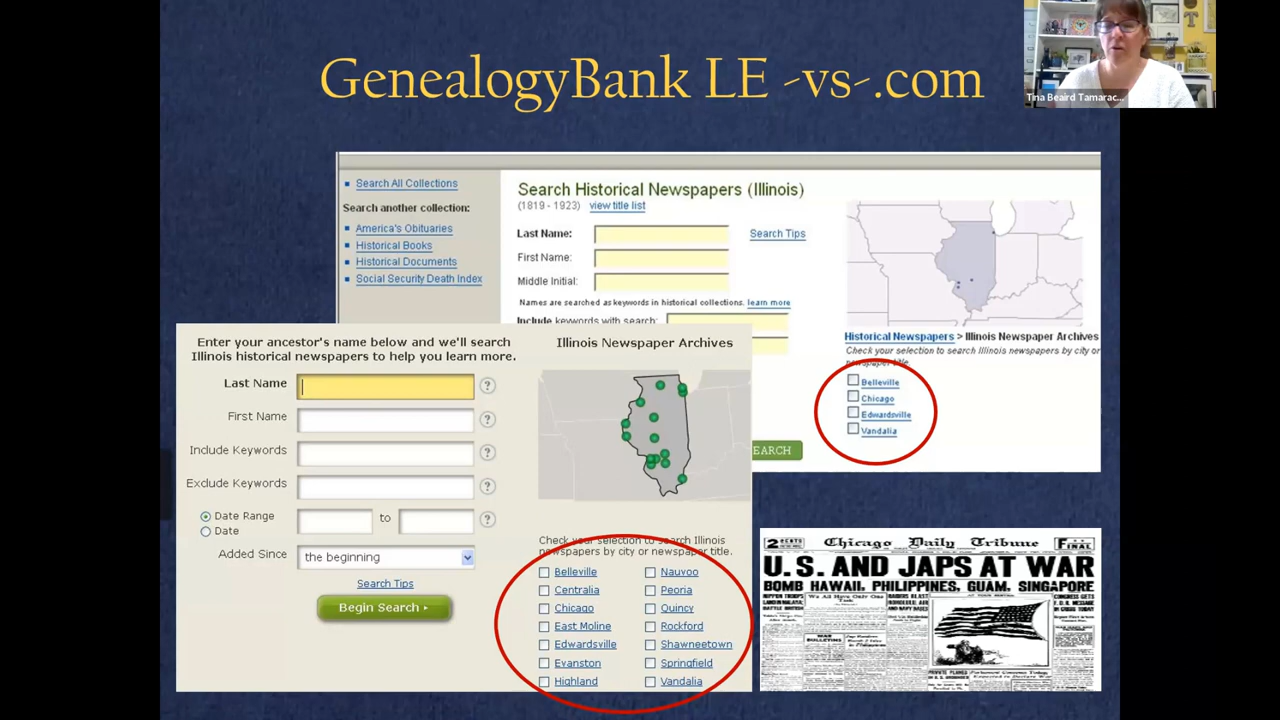 GenealogyBank LE -vs-.com
Tina Beaird Tamarac...
Search All Collections
Search another collection:
America's Obituaries
Historical Books
Historical Documents
Social Security Death Index
Search Historical Newspapers (Illinois)
(1819 - 1923) view title list
Last Name:
Search Tips
First Name:
Middle Initial:
Names are searched as keywords in historical collections. learn more
Include keywords with search:
Historical Newspapers > Illinois Newspaper Archives
Check your selection to search Illinois newspapers by city or
newspaper title.
Belleville
Chicago
Edwardsville
Vandalia
EARCH
Enter your ancestor's name below and we'll search
Illinois historical newspapers to help you learn more.
Last Name
?
First Name
?
Include Keywords
?
Exclude Keywords
?
Date Range
to
?
Date
Added Since
the beginning
Search Tips
Begin Search
Illinois Newspaper Archives
Check your selection to search Illinois
newspapers by city or newspaper title.
Belleville
Centralia
Chicago
East Moline
Edwardsville
Evanston
Highland
Nauvoo
Peoria
Quincy
Rockford
Shawneetown
Springfield
Vandalia
2 CENTS
Chicago Daily Tribune
FINAL
U.S. AND JAPS AT WAR
BOMB HAWAII, PHILIPPINES, GUAM, SINGAPORE